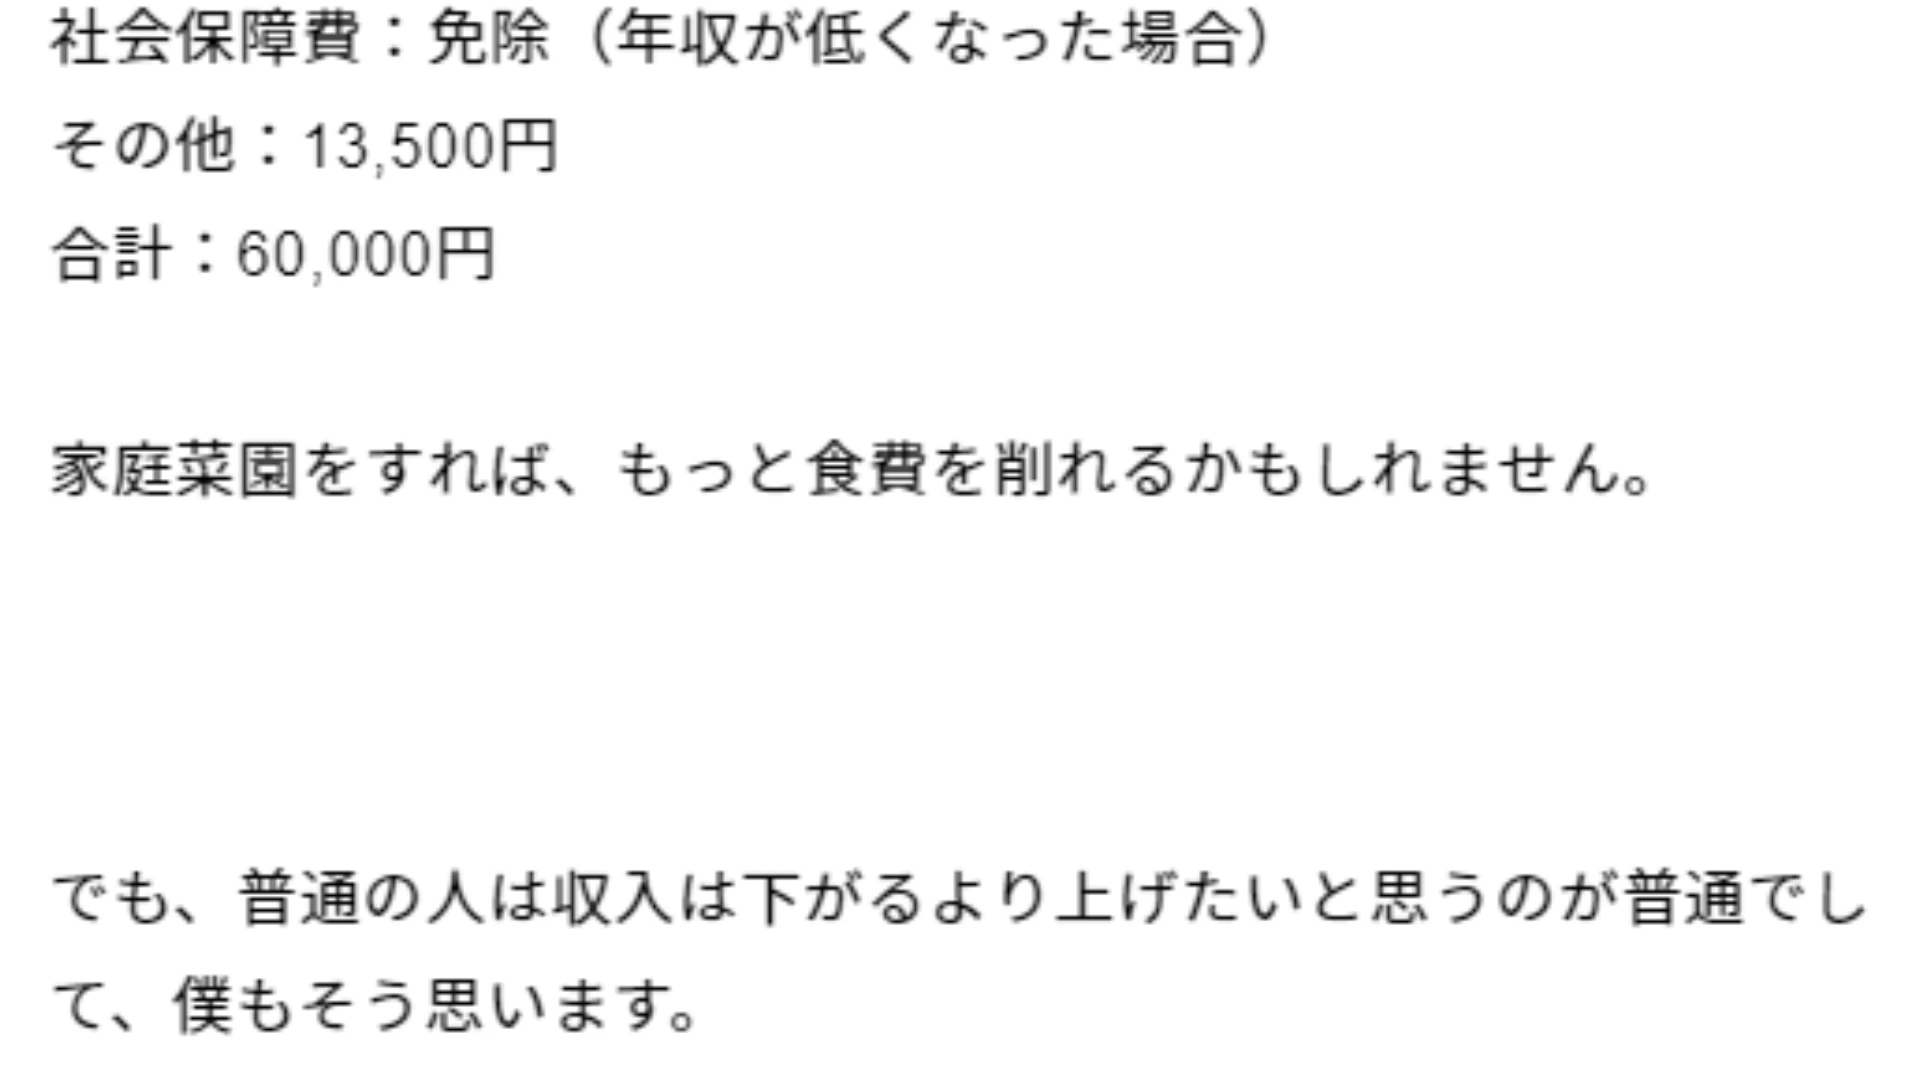 社会保障費：免除（年収が低くなった場合）
その他：13,500円
合計：60,000円
家庭菜園をすれば、もっと食費を削れるかもしれません。
でも、普通の人は収入は下がるより上げたいと思うのが普通でし
て、僕もそう思います。